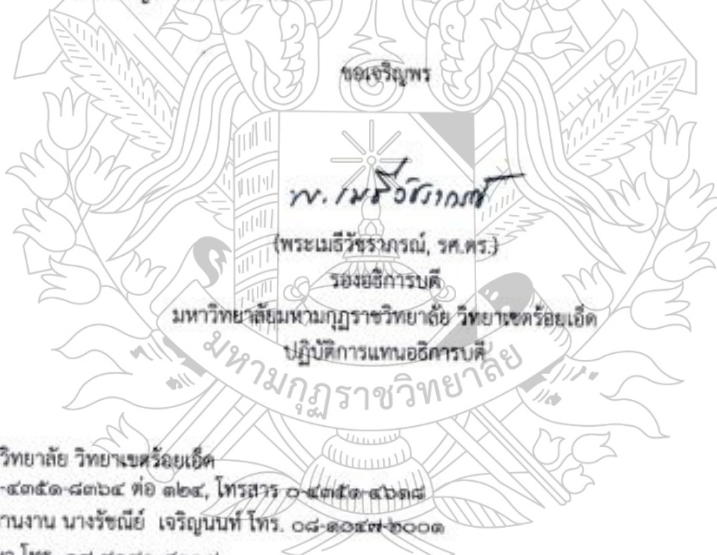 ขอเจริญพร
พ. เมธีวัชราภรณ์
(พระเมธีวัชราภรณ์, รศ.ดร.)
รองอธิการบดี
มหาวิทยาลัยมหามกุฏราชวิทยาลัย วิทยาเขตร้อยเอ็ด
ปฏิบัติการแทนอธิการบดี
มหามกุฏราชวิทยาลัย
วิทยาลัย วิทยาเขตร้อยเอ็ด
-๔๓๕๑-๘๓๖๔ ต่อ ๓๒๔, โทรสาร ๐-๔๓๕๑-๔๖๑๘
านงาน นางรัชณีย์ เจริญนนท์ โทร. ๐๘-๑๐๔๗-๒๐๐๑
โทร.